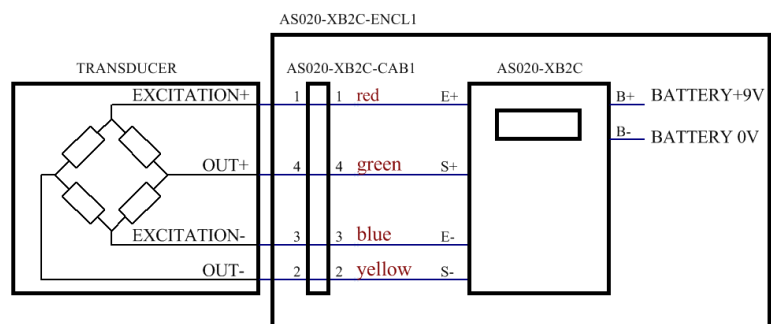 AS020-XB2C-ENCL1
TRANSDUCER AS020-XB2C-CAB1 AS020-XB2C
EXCITATION+ 1 1 red E+ B+ BATTERY+9V
B- BATTERY 0V
OUT+ 4 4 green S+
EXCITATION- 3 3 blue E-
OUT- 2 2 yellow S-